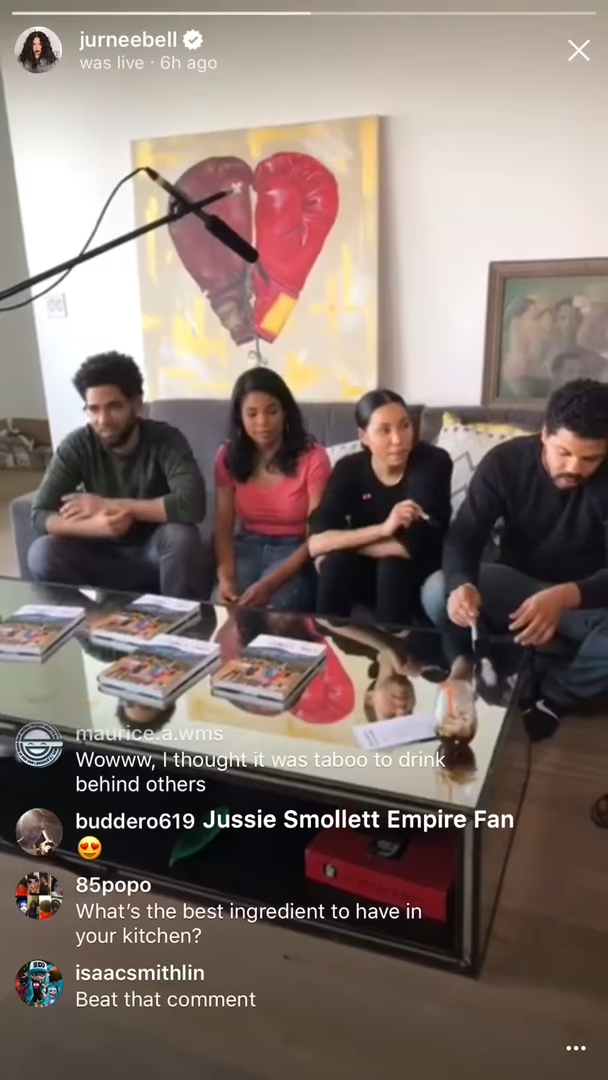 jurneebell
was live · 6h ago
maurice.a.wms
Wowww, I thought it was taboo to drink
behind others
buddero619 Jussie Smollett Empire Fan
😍
85popo
What's the best ingredient to have in
your kitchen?
isaacsmithlin
Beat that comment